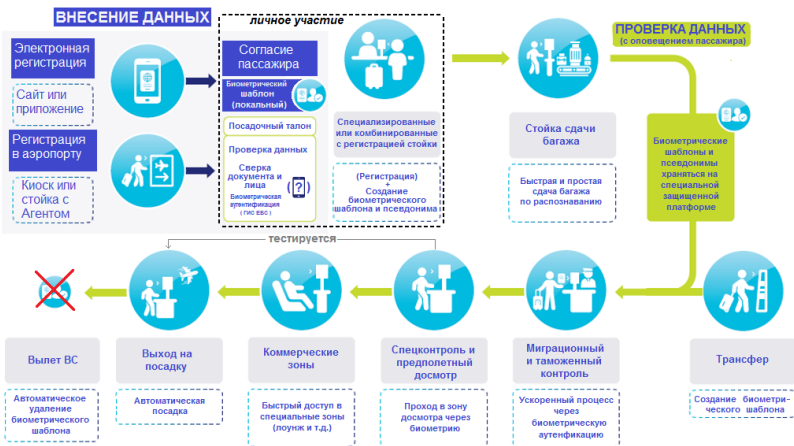 ВНЕСЕНИЕ ДАННЫХ
личное участие
ПРОВЕРКА ДАННЫХ
(с оповещением пассажира)
Электронная
регистрация
Сайт или
приложение
Регистрация
в аэропорту
Киоск или
стойка с
Агентом
Согласие
пассажира
Биометрический
шаблон
(локальный)
Посадочный талон
Проверка данных
Сверка
документа и
лица
(?)
Биометрическая
аутентификация
( ГИС ЕБС )
Специализированные
или комбинированные
с регистрацией стойки
(Регистрация)
+
Создание
биометрического
шаблона и псевдонима
Стойка сдачи
багажа
Быстрая и простая
сдача багажа
по распознаванию
Биометрические
шаблоны и
псевдонимы
храняться на
специальной
защищенной
платформе
тестируется
Вылет ВС
Автоматическое
удаление
биометрического
шаблона
Выход на
посадку
Автоматическая
посадка
Коммерческие
зоны
Быстрый доступ в
специальные зоны
(лоунж и т.д.)
Спецконтроль и
предполетный
досмотр
Проход в зону
досмотра через
биометрию
Миграционный
и таможенный
контроль
Ускоренный процесс
через
биометрическую
аутенфикацию
Трансфер
Создание биометри-
ческого шаблона